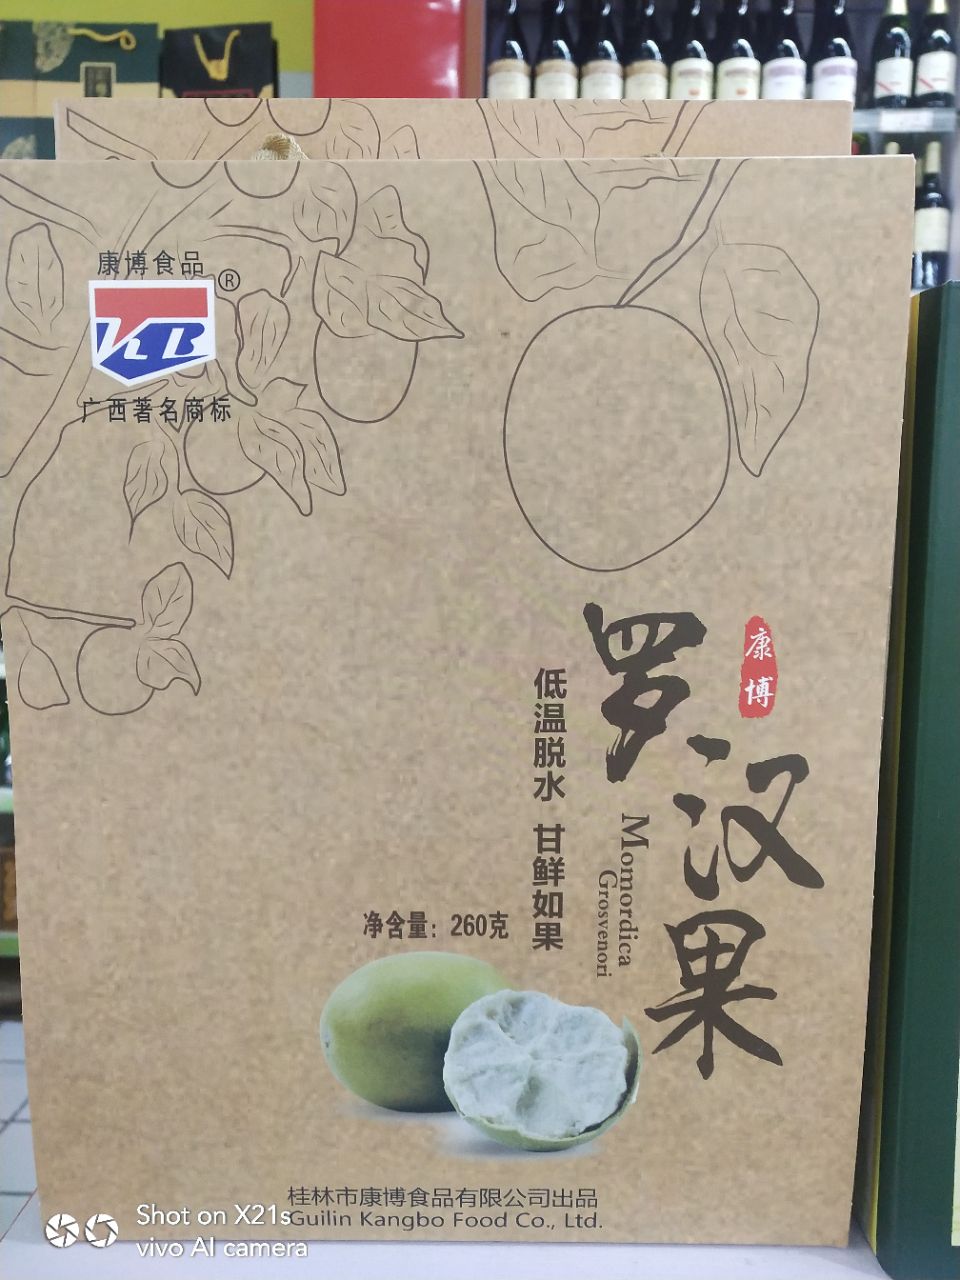 康博食品
®
KB
广西著名商标
罗汉果
康博
低温脱水 甘鲜如果
Momordica
Grosvenori
净含量：260克
桂林市康博食品有限公司出品
Guilin Kangbo Food Co., Ltd.
Shot on X21s
vivo AI camera